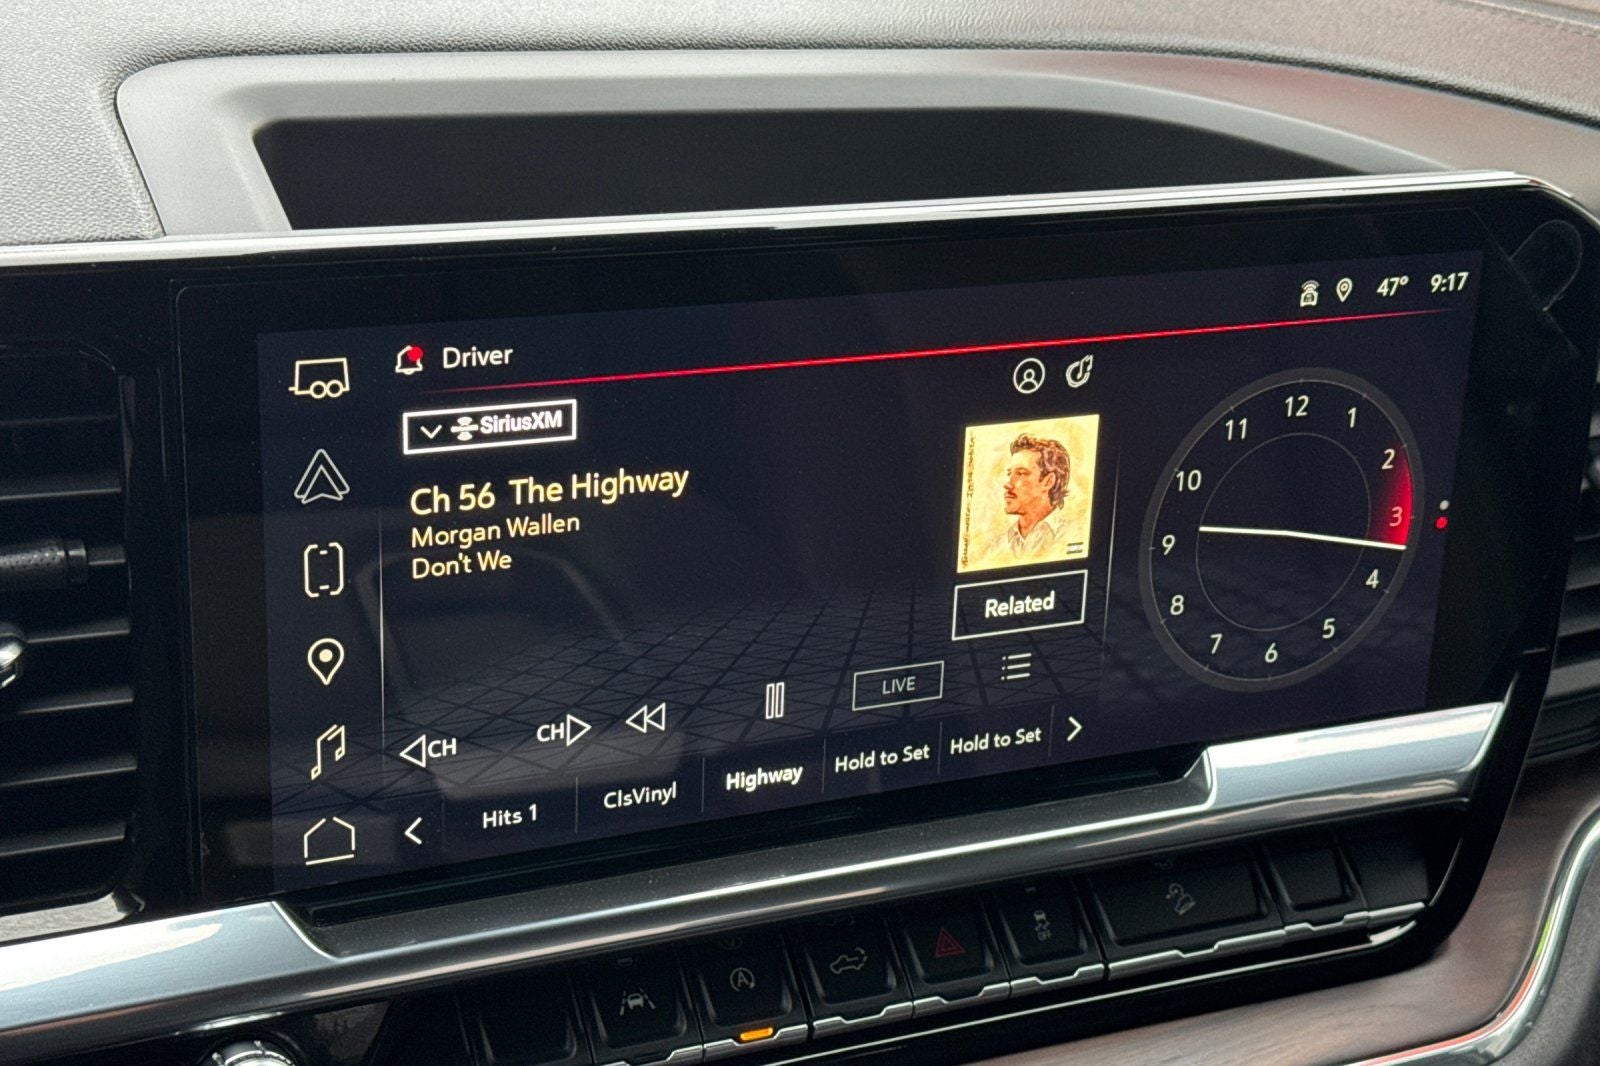 47° 9:17
Driver
SiriusXM
Ch 56 The Highway
Morgan Wallen
Don't We
Related
LIVE
CH
CH
Hits 1
ClsVinyl
Highway
Hold to Set
Hold to Set
12
1
2
3
4
5
6
7
8
9
10
11
A